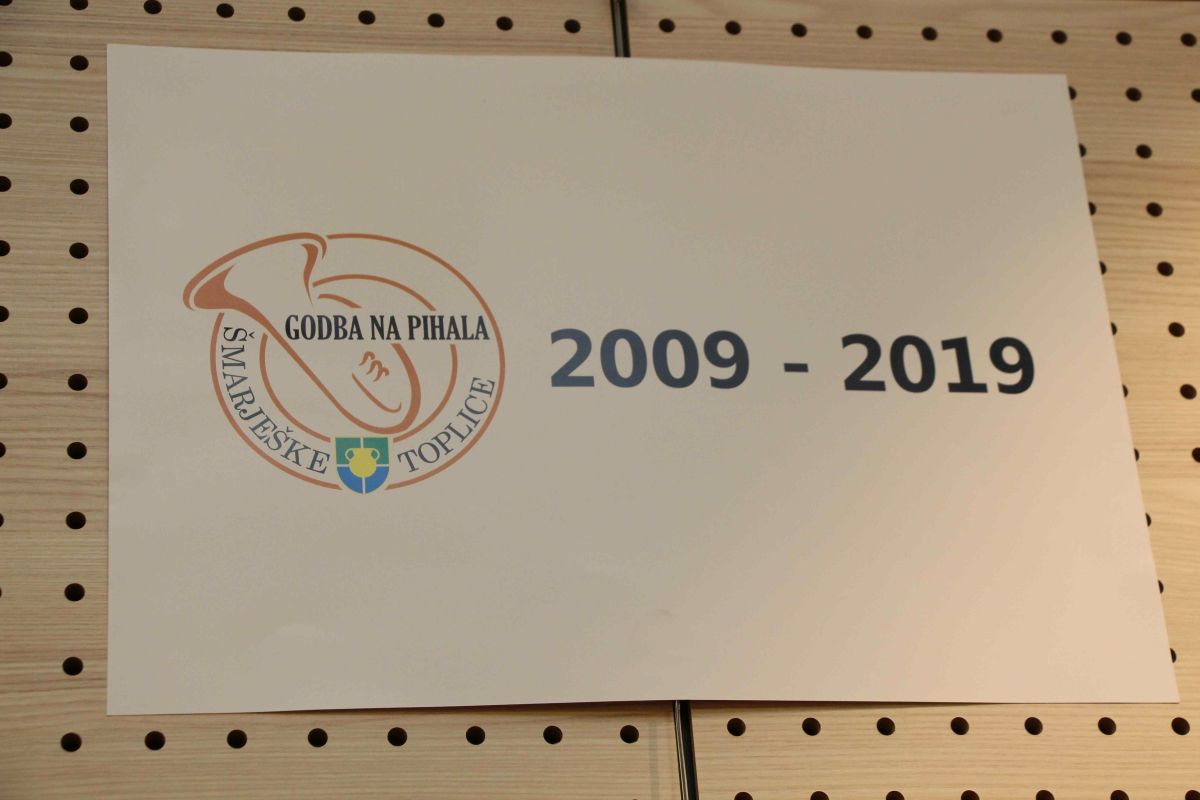 GODBA NA PIHALA
ŠMARJEŠKE TOPLICE
2009 - 2019